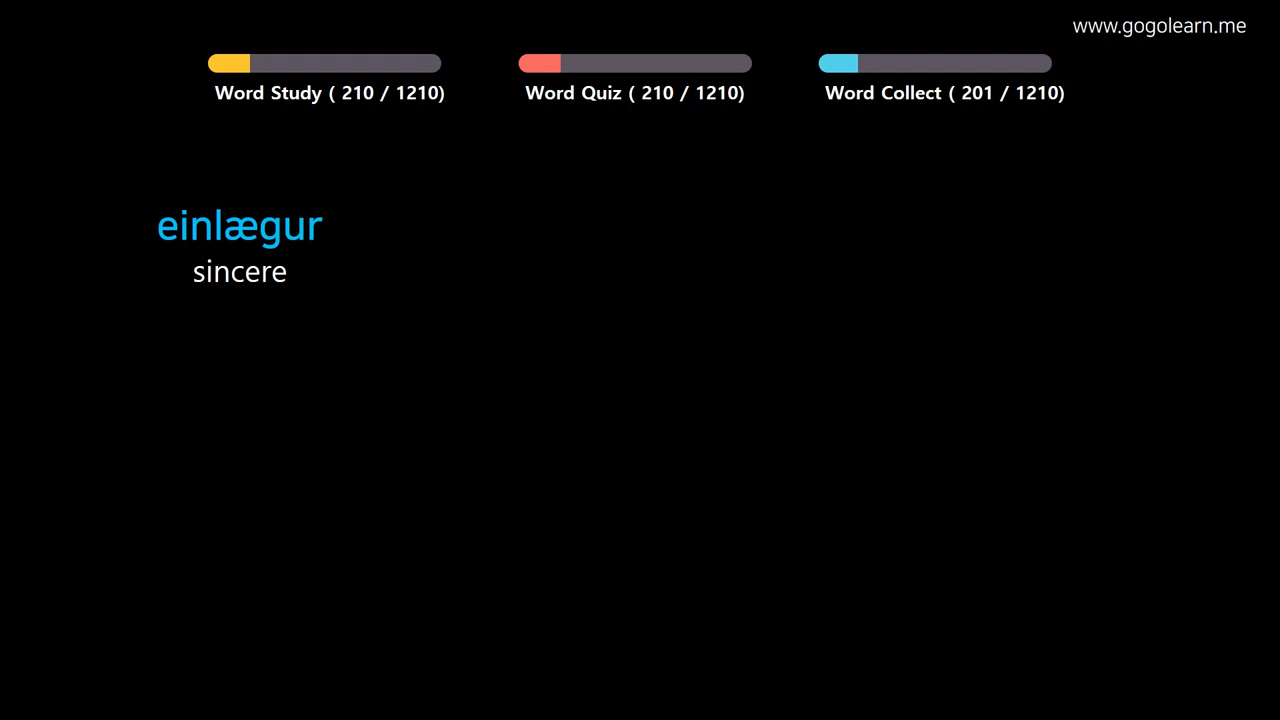 www.gogolearn.me
Word Study ( 210 / 1210)
Word Quiz ( 210 / 1210)
Word Collect ( 201 / 1210)
einlægur
sincere